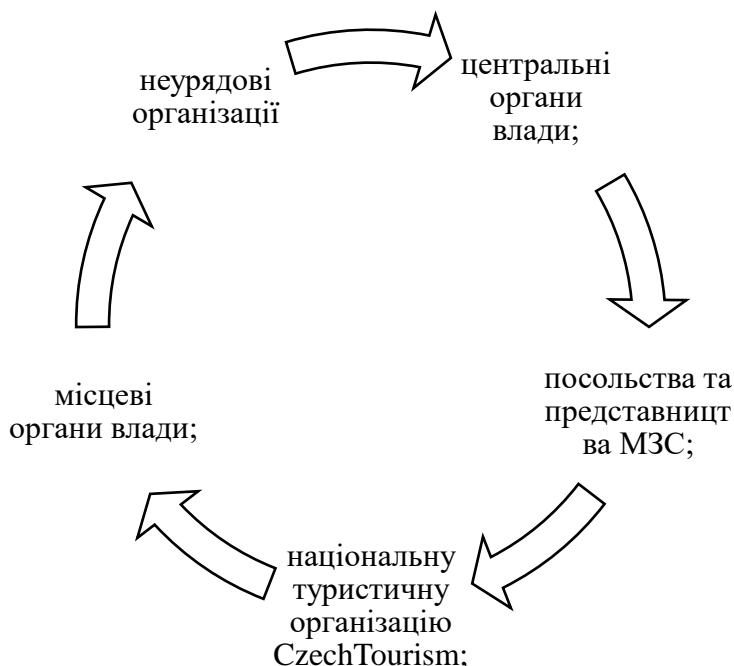 неурядові
організації
центральні
органи
влади;
посольства та
представницт
ва МЗС;
національну
туристичну
організацію
CzechTourism;
місцеві
органи влади;